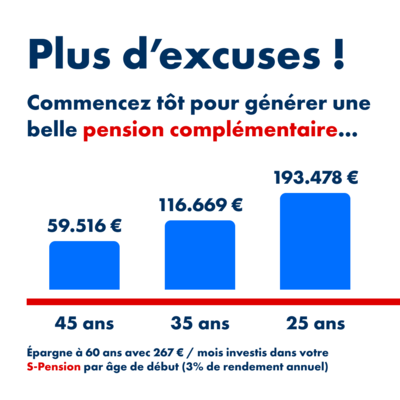 Plus d’excuses !
Commencez tôt pour générer une
belle pension complémentaire...
59.516 €
116.669 €
193.478 €
45 ans
35 ans
25 ans
Épargne à 60 ans avec 267 € / mois investis dans votre
S-Pension par âge de début (3% de rendement annuel)